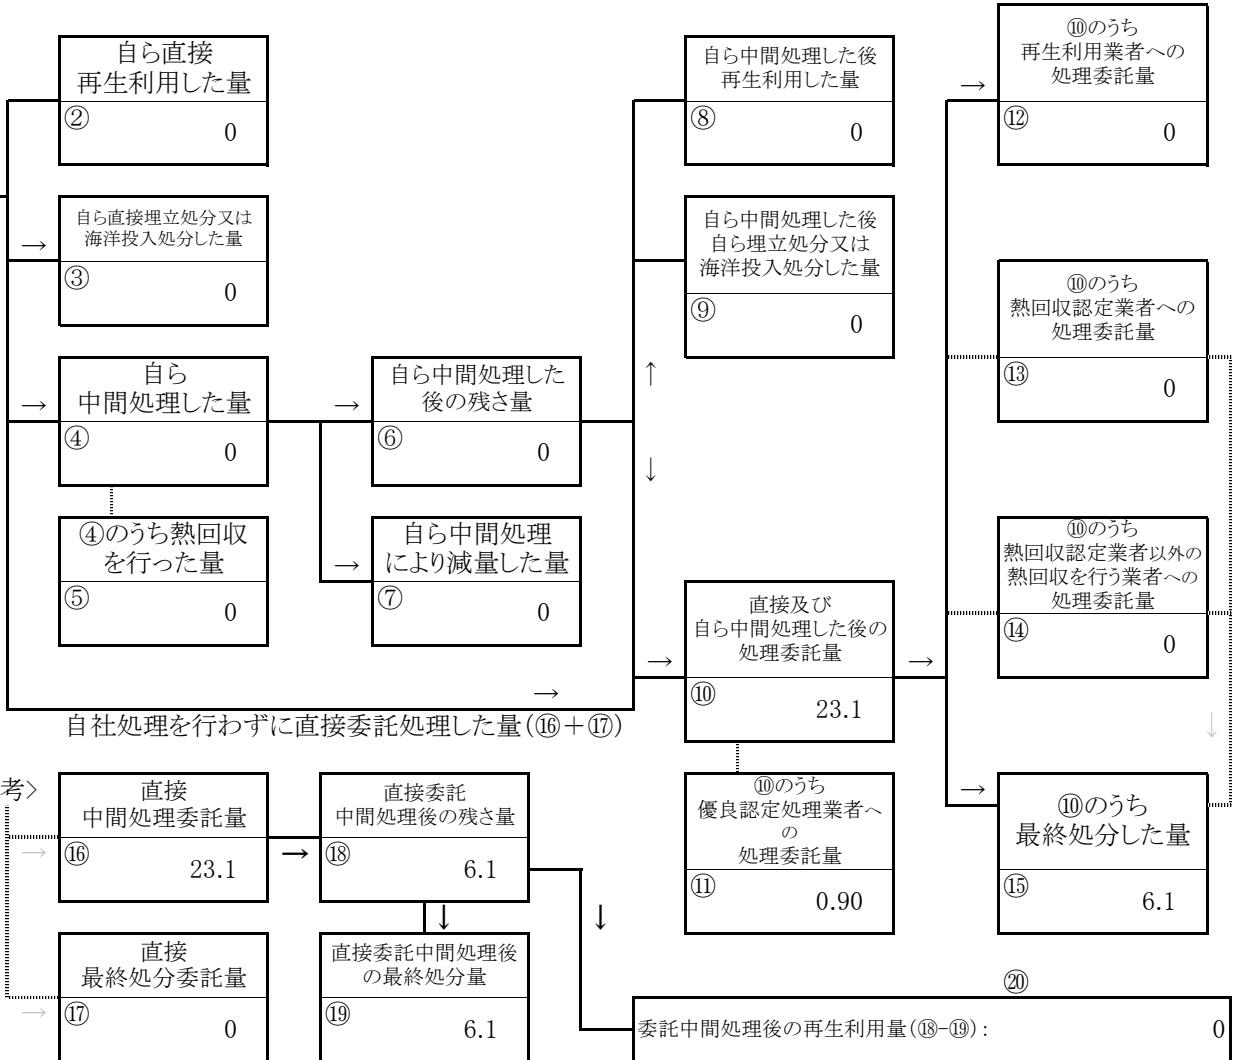 自ら直接
再生利用した量
②
0
自ら直接埋立処分又は
海洋投入処分した量
→
③
0
自ら
中間処理した量
→
④
0
④のうち熱回収
を行った量
⑤
0
→
自ら中間処理した
後の残さ量
⑥
0
自ら中間処理
により減量した量
→
⑦
0
自ら中間処理した後
再生利用した量
⑧
0
自ら中間処理した後
自ら埋立処分又は
海洋投入処分した量
⑨
0
↑
↓
直接及び
自ら中間処理した後の
処理委託量
→
⑩
23.1
→
⑩のうち
優良認定処理業者へ
の
処理委託量
⑪
0.90
⑩のうち
再生利用業者への
処理委託量
→
⑫
0
⑩のうち
熱回収認定業者への
処理委託量
⑬
0
⑩のうち
熱回収認定業者以外の
熱回収を行う業者への
処理委託量
⑭
0
↓
→
⑩のうち
最終処分した量
⑮
6.1
→
自社処理を行わずに直接委託処理した量(⑯+⑰)
考>
直接
中間処理委託量
→
⑯
23.1
→
直接委託
中間処理後の残さ量
⑱
6.1
↓
↓
直接
最終処分委託量
→
⑰
0
直接委託中間処理後
の最終処分量
⑲
6.1
⑳
委託中間処理後の再生利用量(⑱-⑲):
0